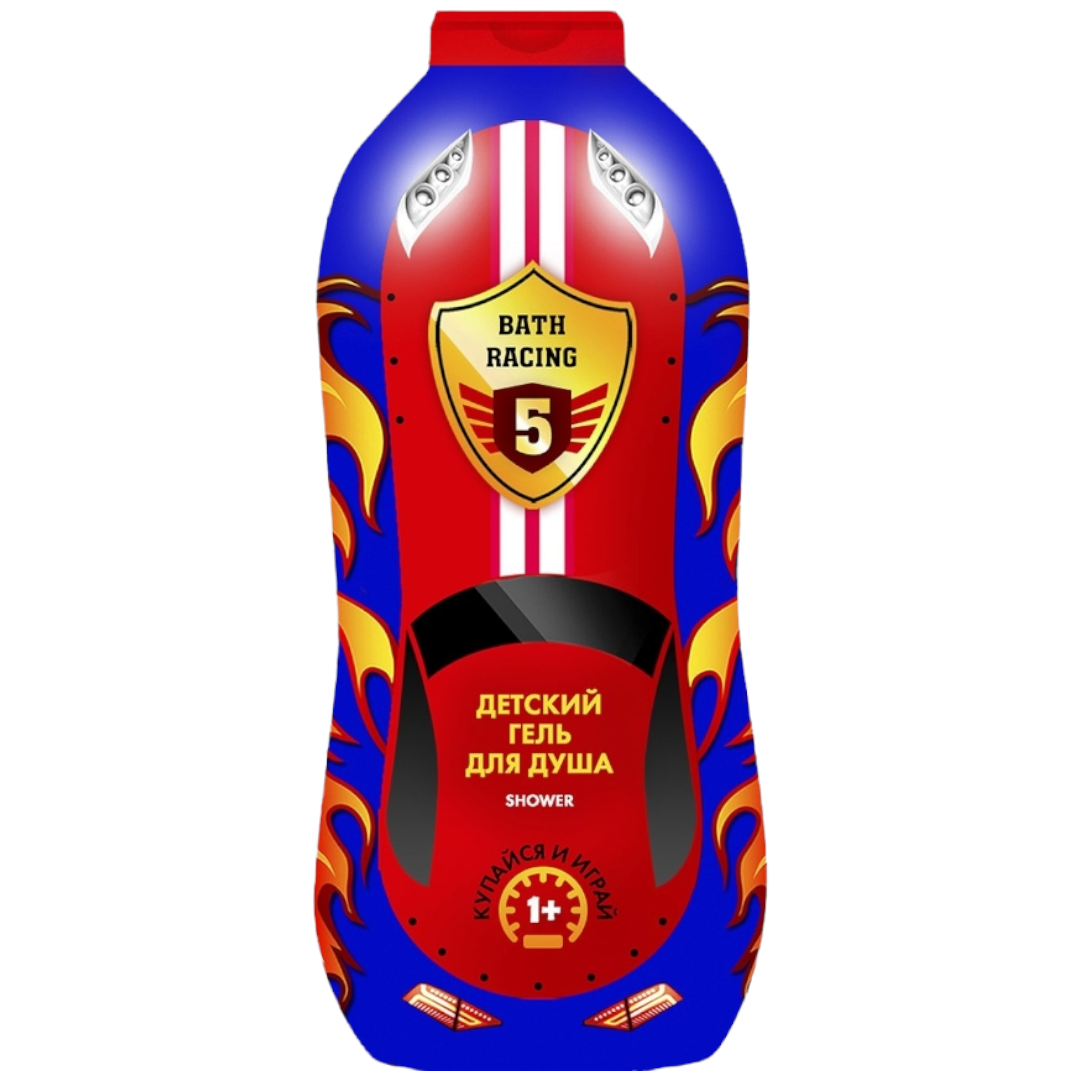 BATH
RACING
5
ДЕТСКИЙ
ГЕЛЬ
ДЛЯ ДУША
SHOWER
КУПАЙСЯ И ИГРАЙ
1+